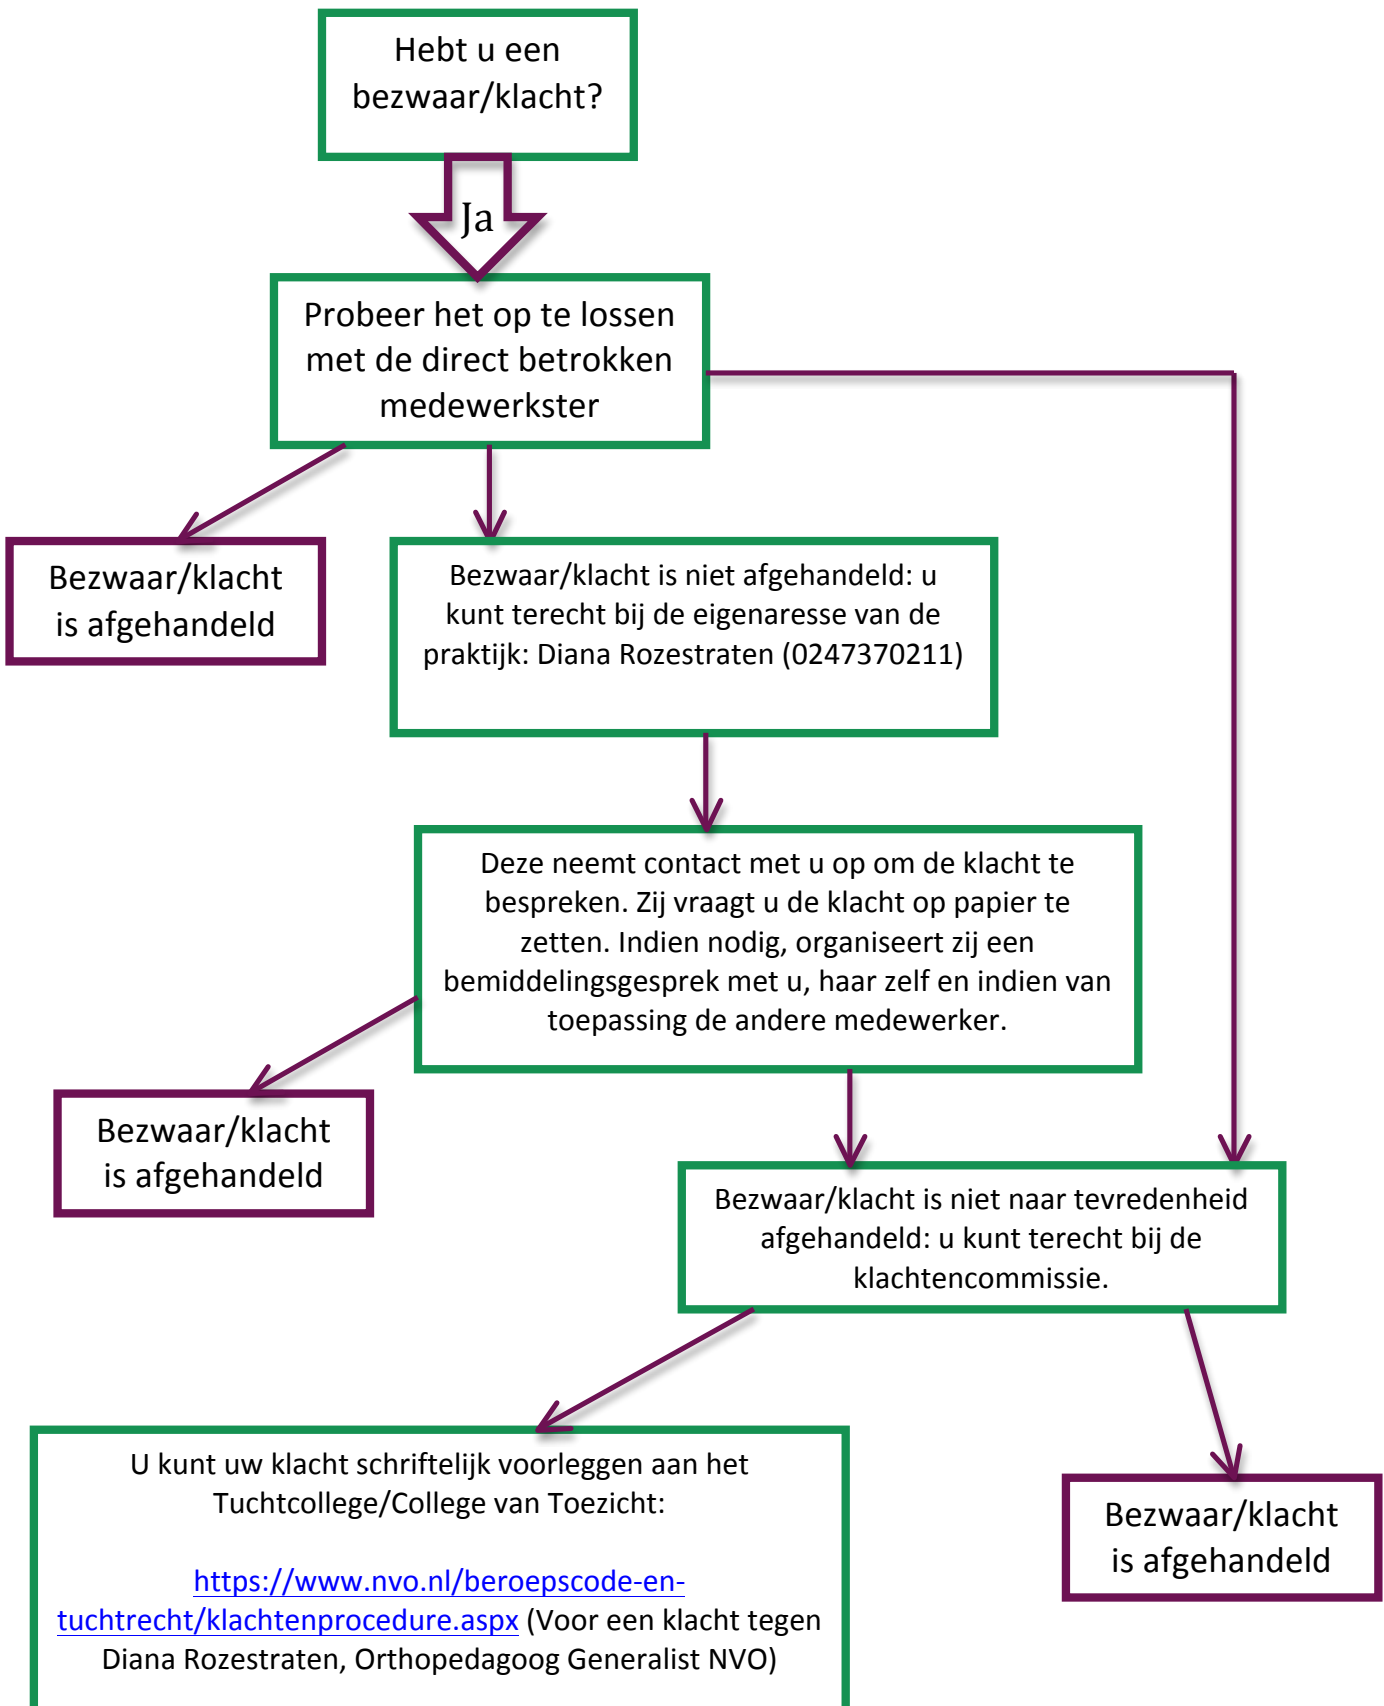 Hebt u een
bezwaar/klacht?
Ja
Probeer het op te lossen
met de direct betrokken
medewerkster
Bezwaar/klacht
is afgehandeld
Bezwaar/klacht is niet afgehandeld: u
kunt terecht bij de eigenaresse van de
praktijk: Diana Rozestraten (0247370211)
Deze neemt contact met u op om de klacht te
bespreken. Zij vraagt u de klacht op papier te
zetten. Indien nodig, organiseert zij een
bemiddelingsgesprek met u, haar zelf en indien van
toepassing de andere medewerker.
Bezwaar/klacht
is afgehandeld
Bezwaar/klacht is niet naar tevredenheid
afgehandeld: u kunt terecht bij de
klachtencommissie.
U kunt uw klacht schriftelijk voorleggen aan het
Tuchtcollege/College van Toezicht:
https://www.nvo.nl/beroepscode-en-
tuchtrecht/klachtenprocedure.aspx (Voor een klacht tegen
Diana Rozestraten, Orthopedagoog Generalist NVO)
Bezwaar/klacht
is afgehandeld